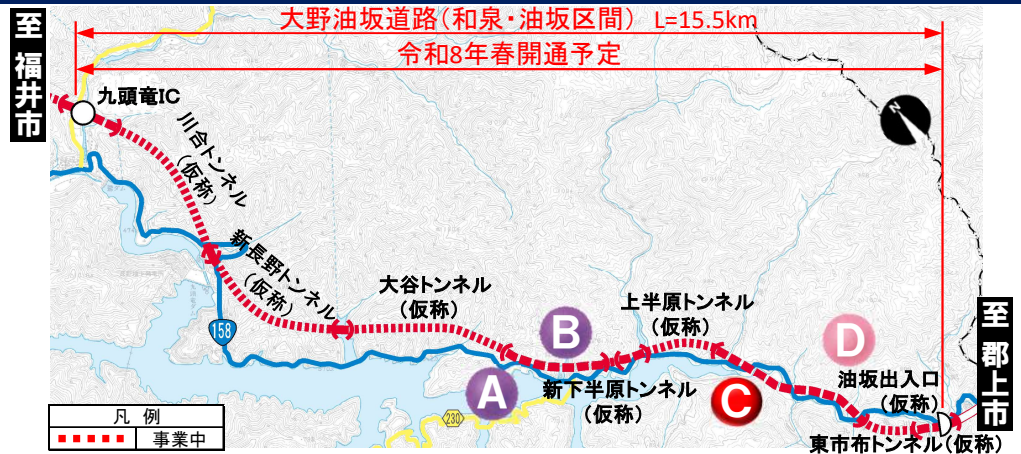 大野油坂道路(和泉・油坂区間) L=15.5km
令和8年春開通予定
至 福井市
九頭竜IC
川合トンネル
(仮称)
新長野トンネル
(仮称)
大谷トンネル
(仮称)
158
A
B
新下半原トンネル
(仮称)
230
上半原トンネル
(仮称)
C
D
油坂出入口
(仮称)
東市布トンネル(仮称)
至 郡上市
N
凡 例
事業中